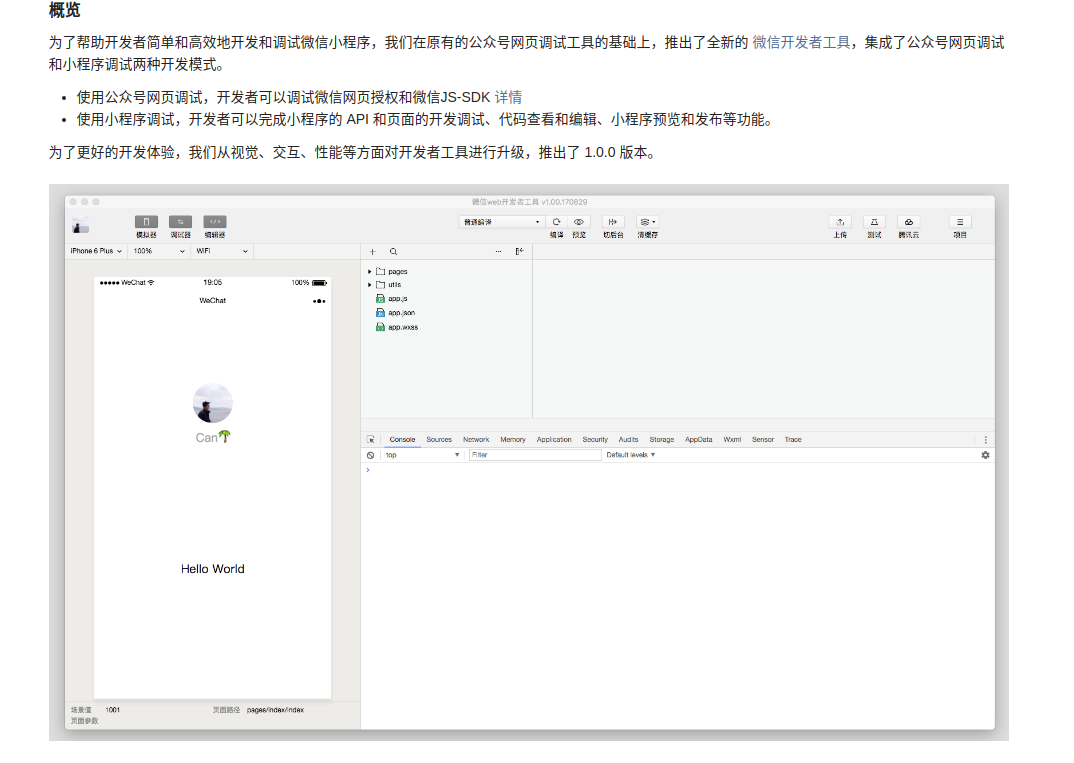 概览
为了帮助开发者简单和高效地开发和调试微信小程序，我们在原有的公众号网页调试工具的基础上，推出了全新的 微信开发者工具，集成了公众号网页调试
和小程序调试两种开发模式。
• 使用公众号网页调试，开发者可以调试微信网页授权和微信JS-SDK 详情
• 使用小程序调试，开发者可以完成小程序的 API 和页面的开发调试、代码查看和编辑、小程序预览和发布等功能。
为了更好的开发体验，我们从视觉、交互、性能等方面对开发者工具进行升级，推出了 1.0.0 版本。
微信web开发者工具 v1.00.170829
普通编译
模拟器 调试器 编辑器 编译 预览 切后台 清缓存 上传 测试 腾讯云 项目
iPhone 6 Plus 100% WiFi
pages
utils
app.js
app.json
app.wxss
WeChat 19:05 100%
WeChat
Can🌴
Hello World
Console Sources Network Memory Application Security Audits Storage AppData Wxml Sensor Trace
top Filter Default levels
场景值 1001 页面路径 pages/index/index
页面参数